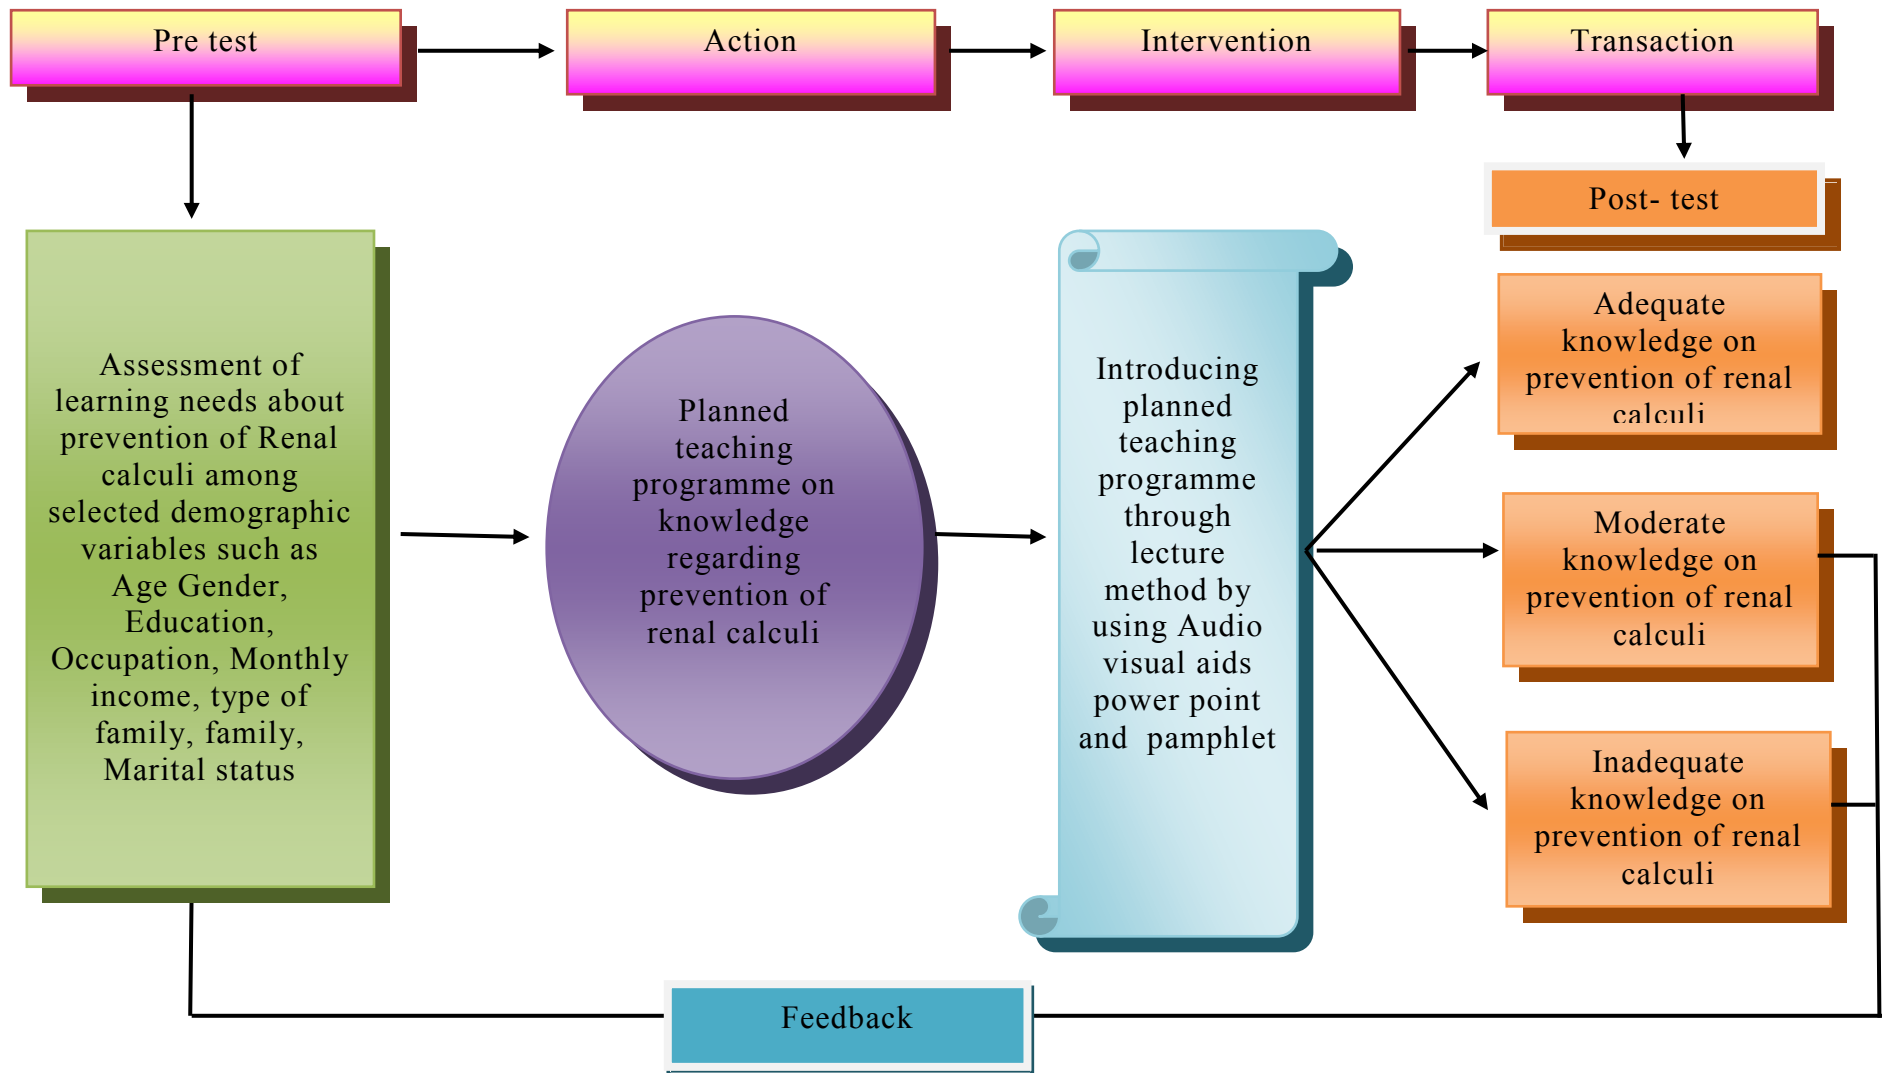 Pre test
Action
Intervention
Transaction
Post- test
Assessment of
learning needs about
prevention of Renal
calculi among
selected demographic
variables such as
Age Gender,
Education,
Occupation, Monthly
income, type of
family, family,
Marital status
Planned
teaching
programme on
knowledge
regarding
prevention of
renal calculi
Introducing
planned
teaching
programme
through
lecture
method by
using Audio
visual aids
power point
and pamphlet
Adequate
knowledge on
prevention of renal
calculi
Moderate
knowledge on
prevention of renal
calculi
Inadequate
knowledge on
prevention of renal
calculi
Feedback